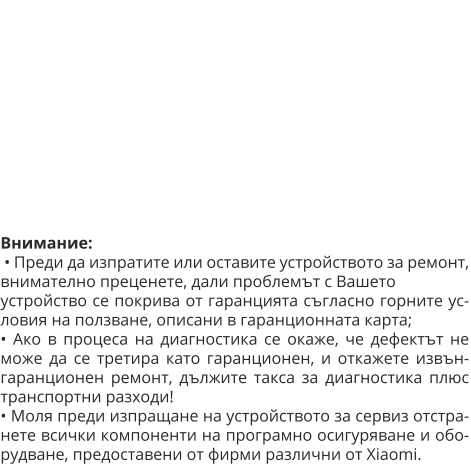 Внимание:
• Преди да изпратите или оставите устройството за ремонт,
внимателно преценете, дали проблемът с Вашето
устройство се покрива от гаранцията съгласно горните ус-
ловия на ползване, описани в гаранционната карта;
• Ако в процеса на диагностика се окаже, че дефектът не
може да се третира като гаранционен, и откажете извън-
гаранционен ремонт, дължите такса за диагностика плюс
транспортни разходи!
• Моля преди изпращане на устройството за сервиз отстра-
нете всички компоненти на програмно осигуряване и обо-
рудване, предоставени от фирми различни от Xiaomi.